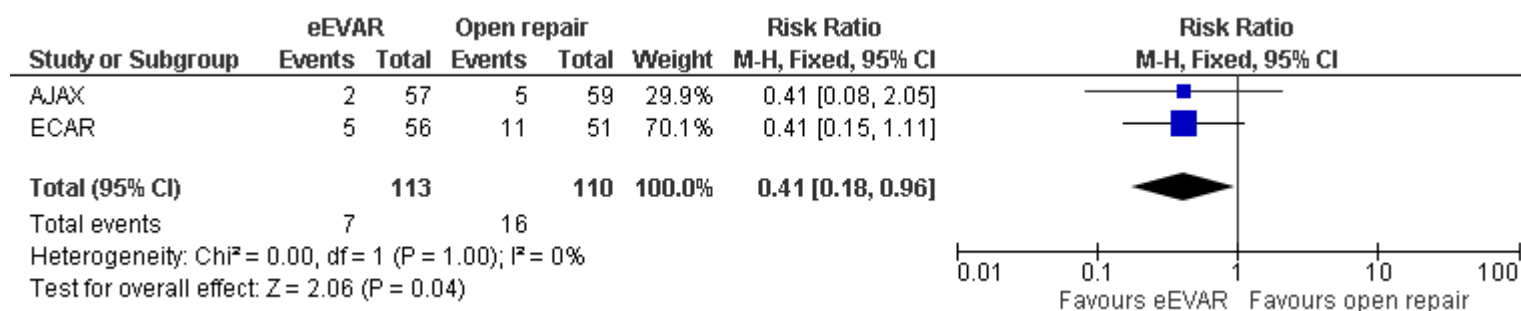 eEVAR Open repair Risk Ratio Risk Ratio
Study or Subgroup Events Total Events Total Weight M-H, Fixed, 95% CI M-H, Fixed, 95% CI
AJAX 2 57 5 59 29.9% 0.41 [0.08, 2.05]
ECAR 5 56 11 51 70.1% 0.41 [0.15, 1.11]
Total (95% CI) 113 110 100.0% 0.41 [0.18, 0.96]
Total events 7 16
Heterogeneity: Chi² = 0.00, df = 1 (P = 1.00); I² = 0%
Test for overall effect: Z = 2.06 (P = 0.04)
0.01 0.1 1 10 100
Favours eEVAR Favours open repair